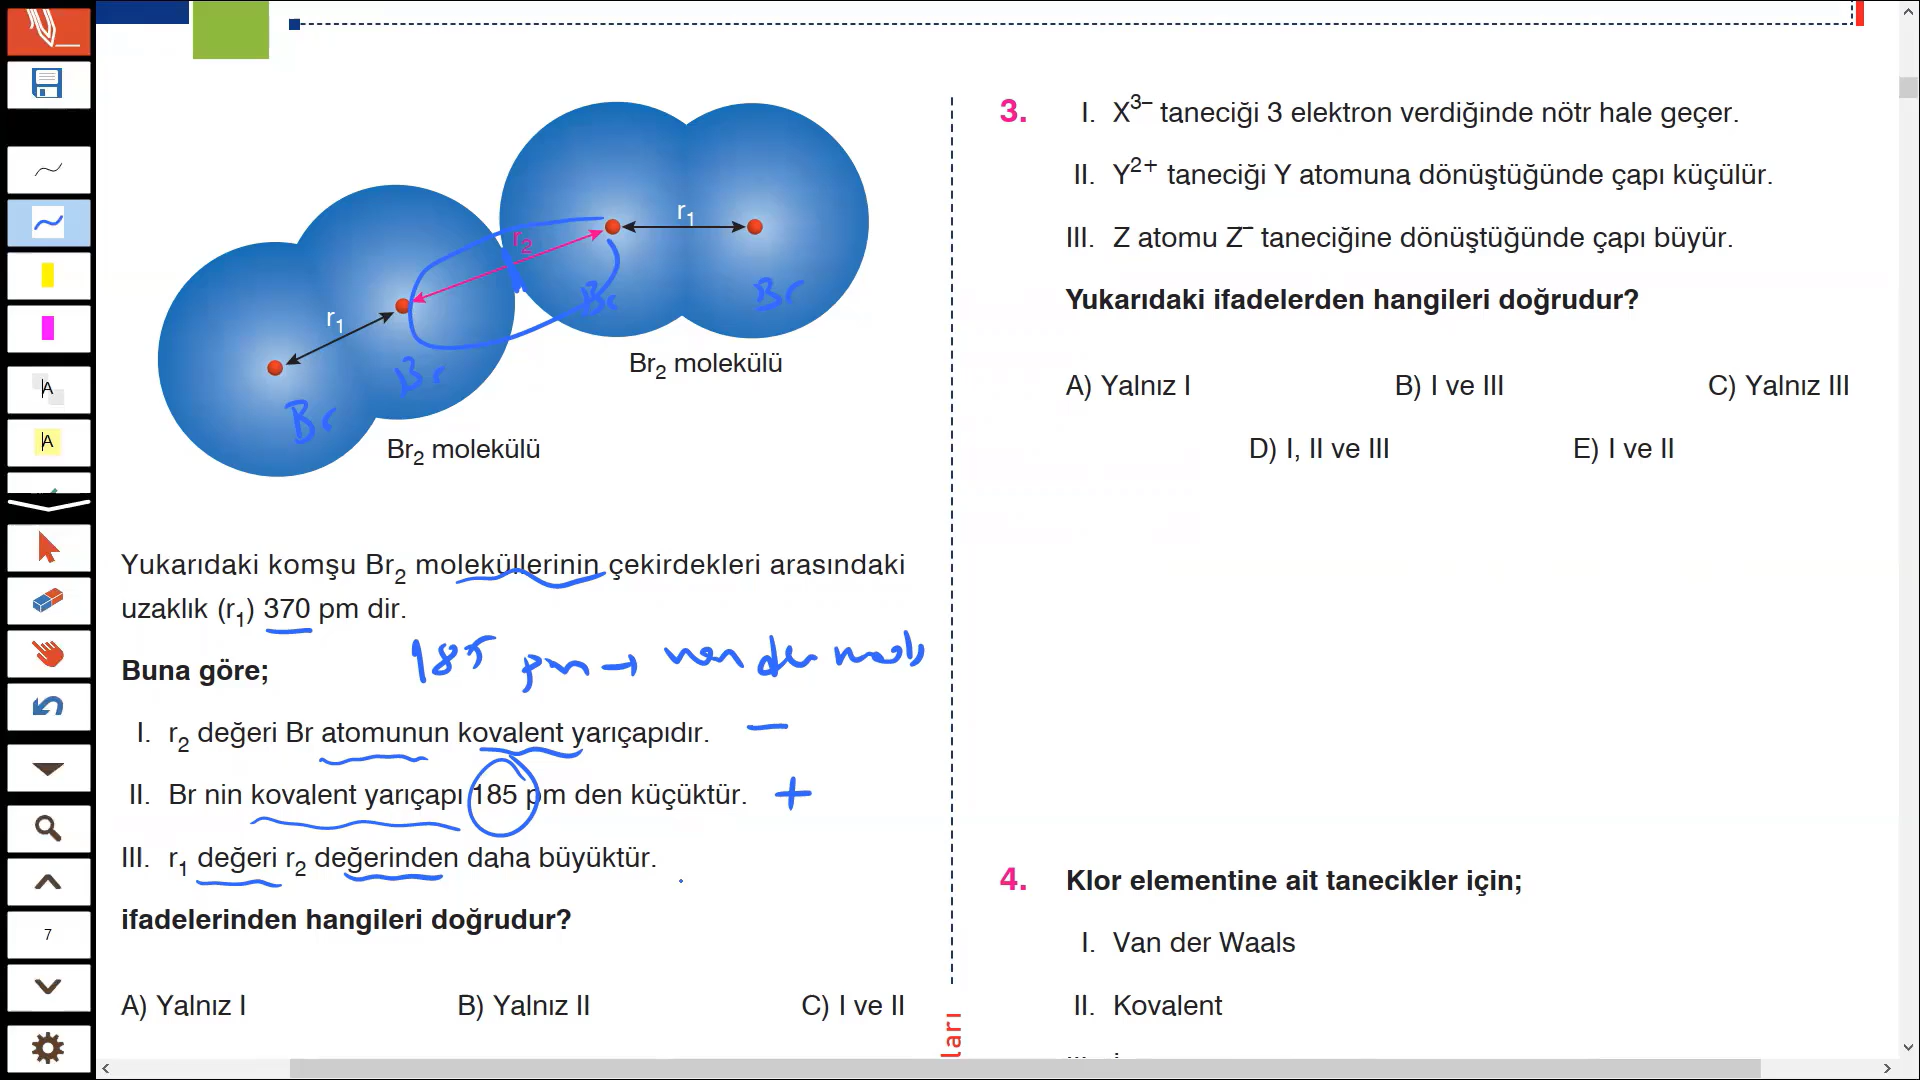 r₂
r₁
r₁
Br
Br
Br
Br
Br₂ molekülü
Br₂ molekülü
Yukarıdaki komşu Br₂ moleküllerinin çekirdekleri arasındaki
uzaklık (r₁) 370 pm dir.
185 pm → van der
Buna göre;
I. r₂ değeri Br atomunun kovalent yarıçapıdır. −
II. Br nin kovalent yarıçapı 185 pm den küçüktür. +
III. r₁ değeri r₂ değerinden daha büyüktür.
ifadelerinden hangileri doğrudur?
A) Yalnız I B) Yalnız II C) I ve II
ları
3. I. X³⁻ taneciği 3 elektron verdiğinde nötr hale geçer.
II. Y²⁺ taneciği Y atomuna dönüştüğünde çapı küçülür.
III. Z atomu Z⁻ taneciğine dönüştüğünde çapı büyür.
Yukarıdaki ifadelerden hangileri doğrudur?
A) Yalnız I B) I ve III C) Yalnız III
D) I, II ve III E) I ve II
4. Klor elementine ait tanecikler için;
I. Van der Waals
II. Kovalent
A
A
7